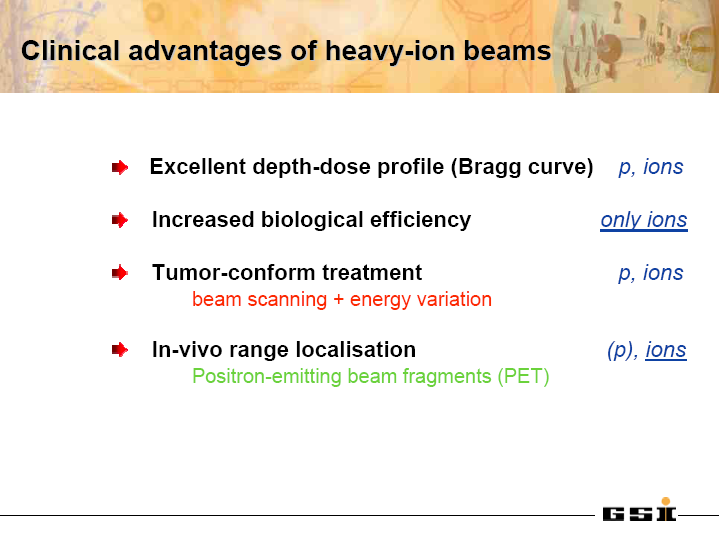 Clinical advantages of heavy-ion beams
Excellent depth-dose profile (Bragg curve) p, ions
Increased biological efficiency only ions
Tumor-conform treatment p, ions
beam scanning + energy variation
In-vivo range localisation (p), ions
Positron-emitting beam fragments (PET)
GSI